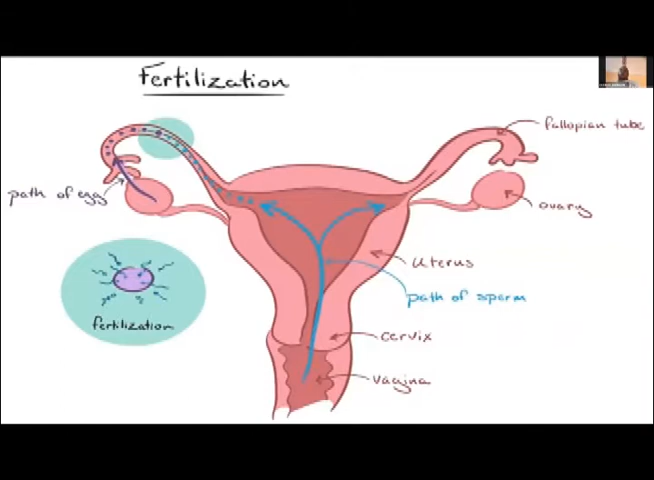 Fertilization
fallopian tube
path of egg
ovary
uterus
path of sperm
fertilization
cervix
vagina